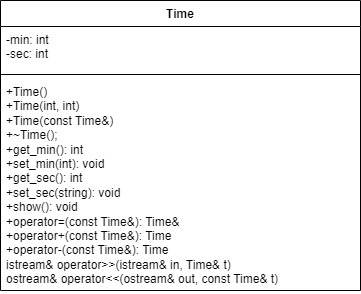 Time
-min: int
-sec: int
+Time()
+Time(int, int)
+Time(const Time&)
+~Time();
+get_min(): int
+set_min(int): void
+get_sec(): int
+set_sec(string): void
+show(): void
+operator=(const Time&): Time&
+operator+(const Time&): Time
+operator-(const Time&): Time
istream& operator>>(istream& in, Time& t)
ostream& operator<<(ostream& out, const Time& t)